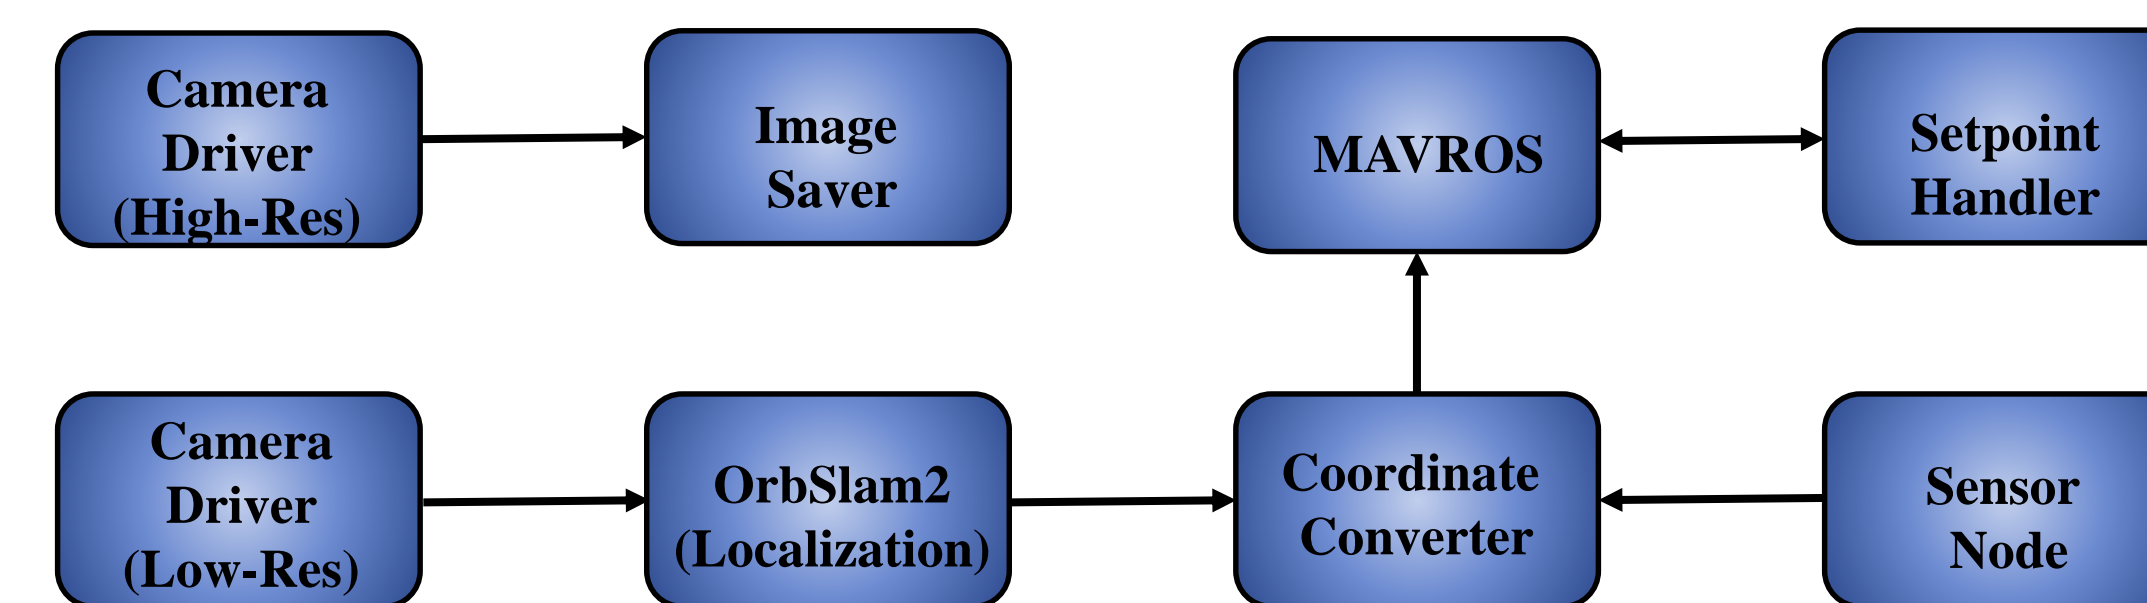 Camera
Driver
(High-Res)
Image
Saver
MAVROS
Setpoint
Handler
Camera
Driver
(Low-Res)
OrbSlam2
(Localization)
Coordinate
Converter
Sensor
Node